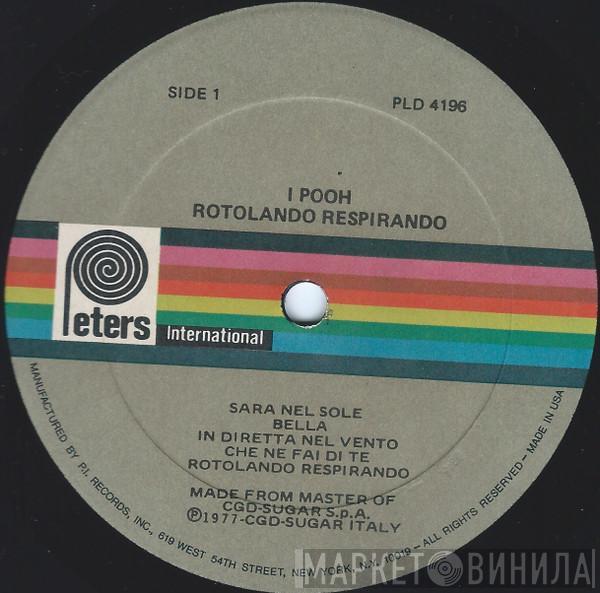 SIDE 1
PLD 4196
I POOH
ROTOLANDO RESPIRANDO
Peters
International
SARA NEL SOLE
BELLA
IN DIRETTA NEL VENTO
CHE NE FAI DI TE
ROTOLANDO RESPIRANDO
MADE FROM MASTER OF
CGD-SUGAR S.p.A.
Ⓟ1977-CGD-SUGAR ITALY
MANUFACTURED BY P.I. RECORDS, INC., 619 WEST 54TH STREET, NEW YORK, N.Y. 10019 – ALL RIGHTS RESERVED – MADE IN USA
МАРКЕТ ВИНИЛА